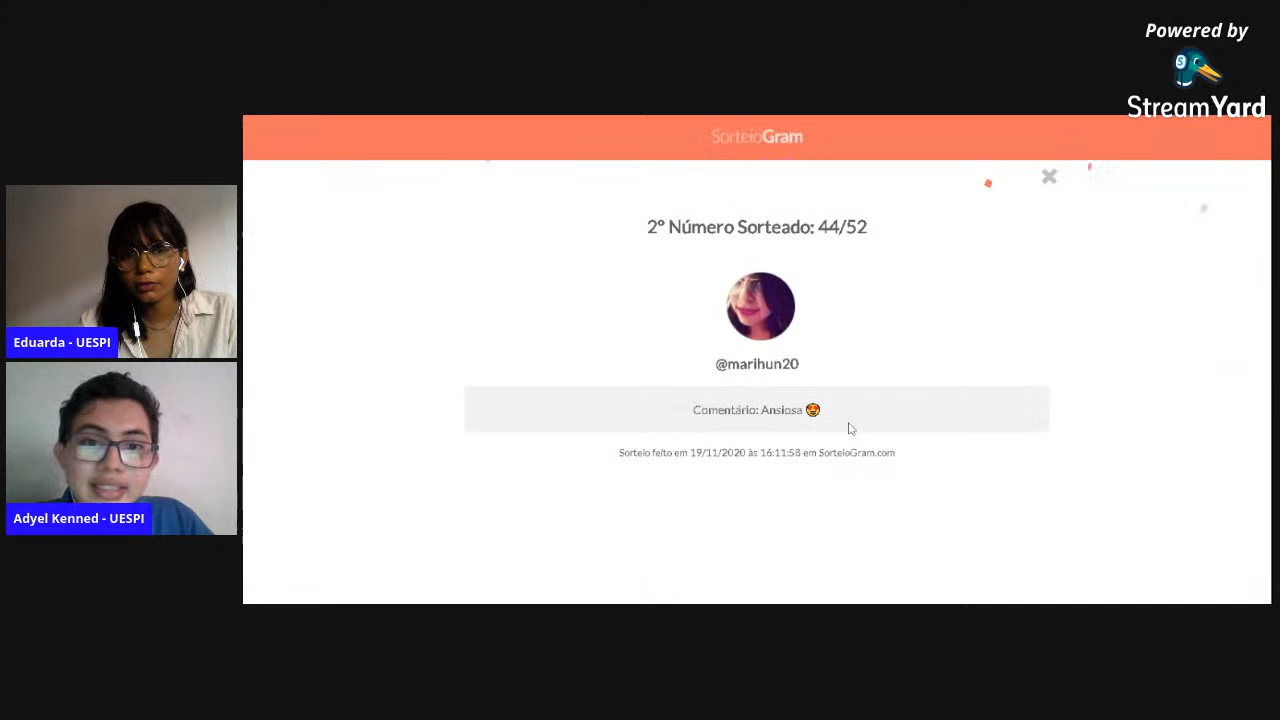 Powered by
StreamYard
SorteioGram
2º Número Sorteado: 44/52
@marihun20
Comentário: Ansiosa 🤩
Sorteio feito em 19/11/2020 às 16:11:58 em SorteioGram.com
Eduarda - UESPI
Adyel Kenned - UESPI